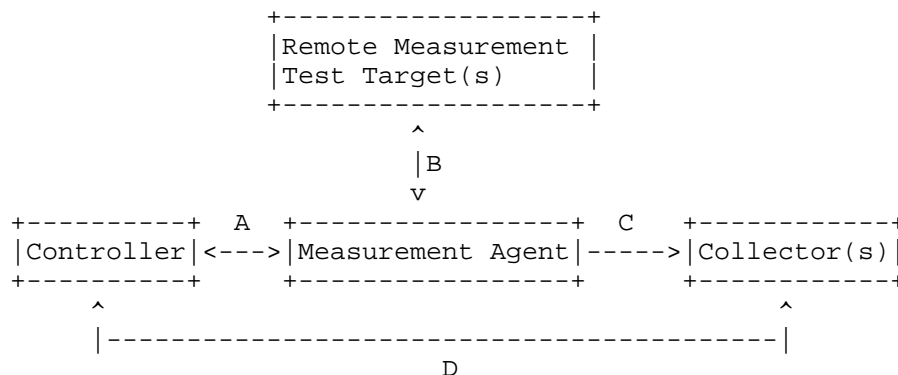 Remote Measurement
Test Target(s)
B
A
C
Controller
Measurement Agent
Collector(s)
D